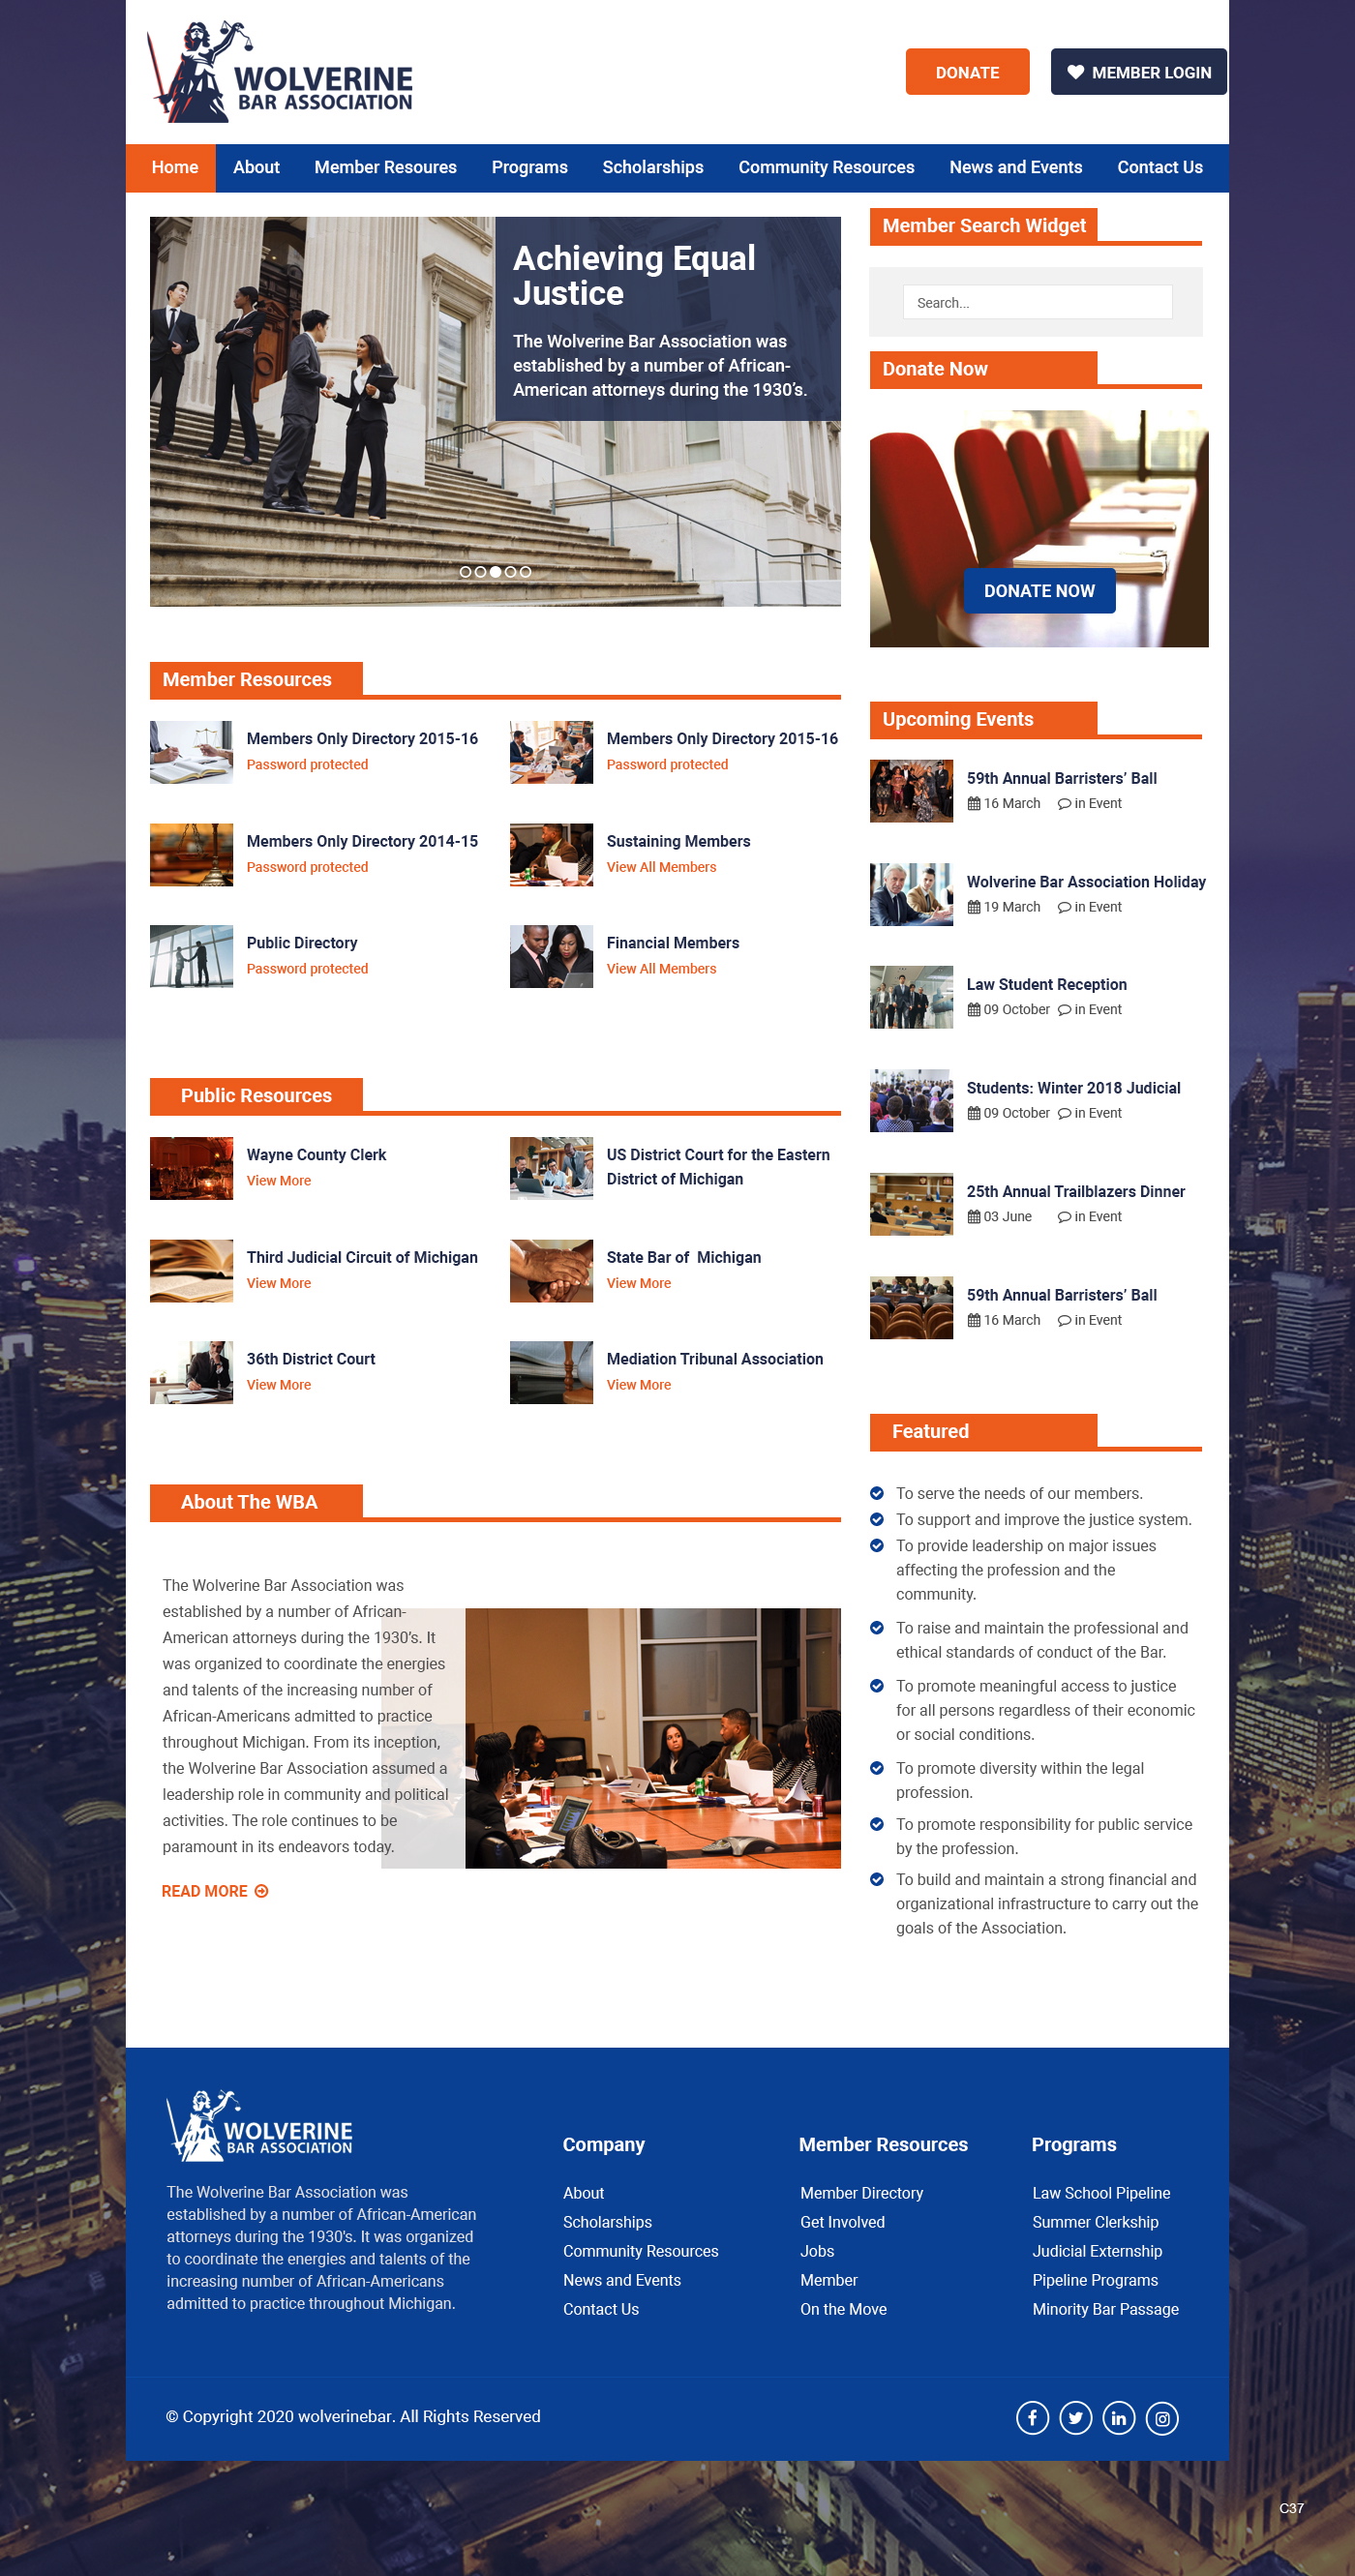 WOLVERINE
BAR ASSOCIATION
DONATE
MEMBER LOGIN
Home
About
Member Resoures
Programs
Scholarships
Community Resources
News and Events
Contact Us
Achieving Equal
Justice
The Wolverine Bar Association was
established by a number of African-
American attorneys during the 1930’s.
Member Resources
Members Only Directory 2015-16
Password protected
Members Only Directory 2015-16
Password protected
Members Only Directory 2014-15
Password protected
Sustaining Members
View All Members
Public Directory
Password protected
Financial Members
View All Members
Public Resources
Wayne County Clerk
View More
US District Court for the Eastern
District of Michigan
Third Judicial Circuit of Michigan
View More
State Bar of  Michigan
View More
36th District Court
View More
Mediation Tribunal Association
View More
About The WBA
The Wolverine Bar Association was
established by a number of African-
American attorneys during the 1930’s. It
was organized to coordinate the energies
and talents of the increasing number of
African-Americans admitted to practice
throughout Michigan. From its inception,
the Wolverine Bar Association assumed a
leadership role in community and political
activities. The role continues to be
paramount in its endeavors today.
READ MORE
Member Search Widget
Search...
Donate Now
DONATE NOW
Upcoming Events
59th Annual Barristers’ Ball
16 March in Event
Wolverine Bar Association Holiday
19 March in Event
Law Student Reception
09 October in Event
Students: Winter 2018 Judicial
09 October in Event
25th Annual Trailblazers Dinner
03 June in Event
59th Annual Barristers’ Ball
16 March in Event
Featured
To serve the needs of our members.
To support and improve the justice system.
To provide leadership on major issues
affecting the profession and the
community.
To raise and maintain the professional and
ethical standards of conduct of the Bar.
To promote meaningful access to justice
for all persons regardless of their economic
or social conditions.
To promote diversity within the legal
profession.
To promote responsibility for public service
by the profession.
To build and maintain a strong financial and
organizational infrastructure to carry out the
goals of the Association.
WOLVERINE
BAR ASSOCIATION
The Wolverine Bar Association was
established by a number of African-American
attorneys during the 1930's. It was organized
to coordinate the energies and talents of the
increasing number of African-Americans
admitted to practice throughout Michigan.
Company
About
Scholarships
Community Resources
News and Events
Contact Us
Member Resources
Member Directory
Get Involved
Jobs
Member
On the Move
Programs
Law School Pipeline
Summer Clerkship
Judicial Externship
Pipeline Programs
Minority Bar Passage
© Copyright 2020 wolverinebar. All Rights Reserved
C37